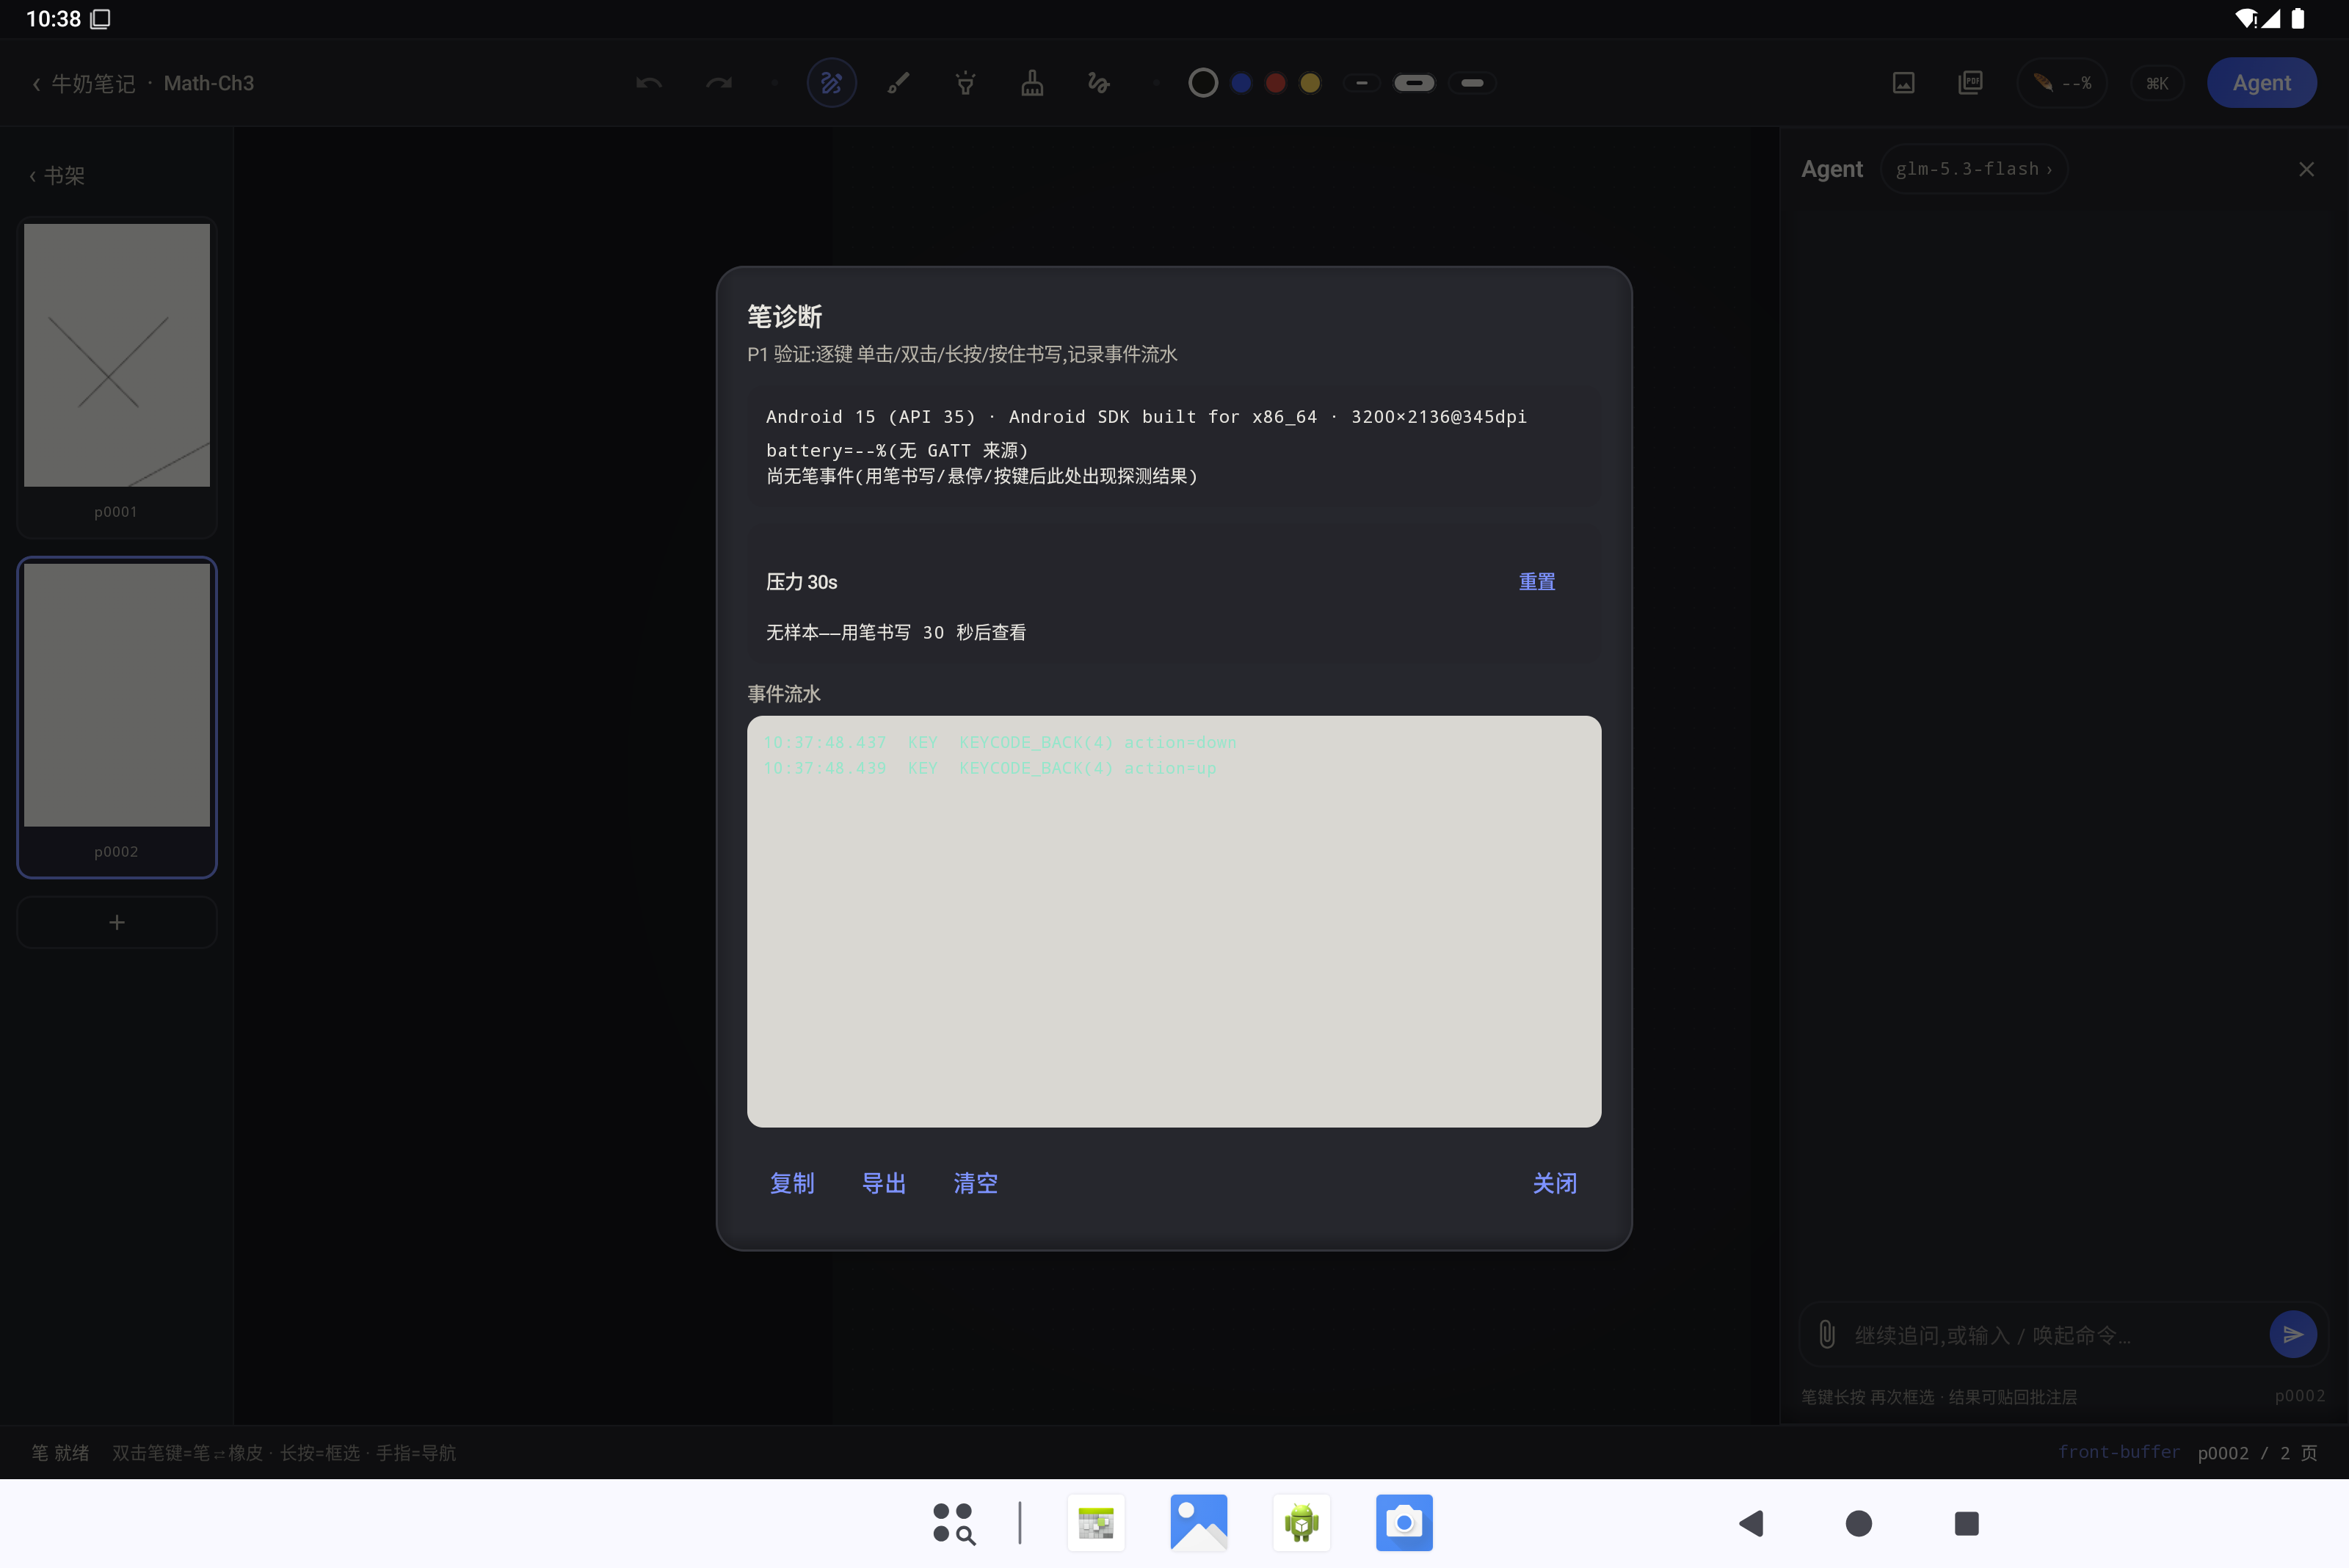 10:38
‹ 牛奶笔记 · Math-Ch3
PDF
--%
⌘K
Agent
‹ 书架
p0001
p0002
+
Agent
glm-5.3-flash ›
笔诊断
P1 验证:逐键 单击/双击/长按/按住书写,记录事件流水
Android 15 (API 35) · Android SDK built for x86_64 · 3200×2136@345dpi
battery=--%(无 GATT 来源)
尚无笔事件(用笔书写/悬停/按键后此处出现探测结果)
压力 30s
重置
无样本——用笔书写 30 秒后查看
事件流水
10:37:48.437 KEY KEYCODE_BACK(4) action=down
10:37:48.439 KEY KEYCODE_BACK(4) action=up
复制
导出
清空
关闭
继续追问,或输入 / 唤起命令…
笔键长按 再次框选 · 结果可贴回批注层
p0002
笔 就绪
双击笔键=笔⇄橡皮 · 长按=框选 · 手指=导航
front-buffer
p0002 / 2 页